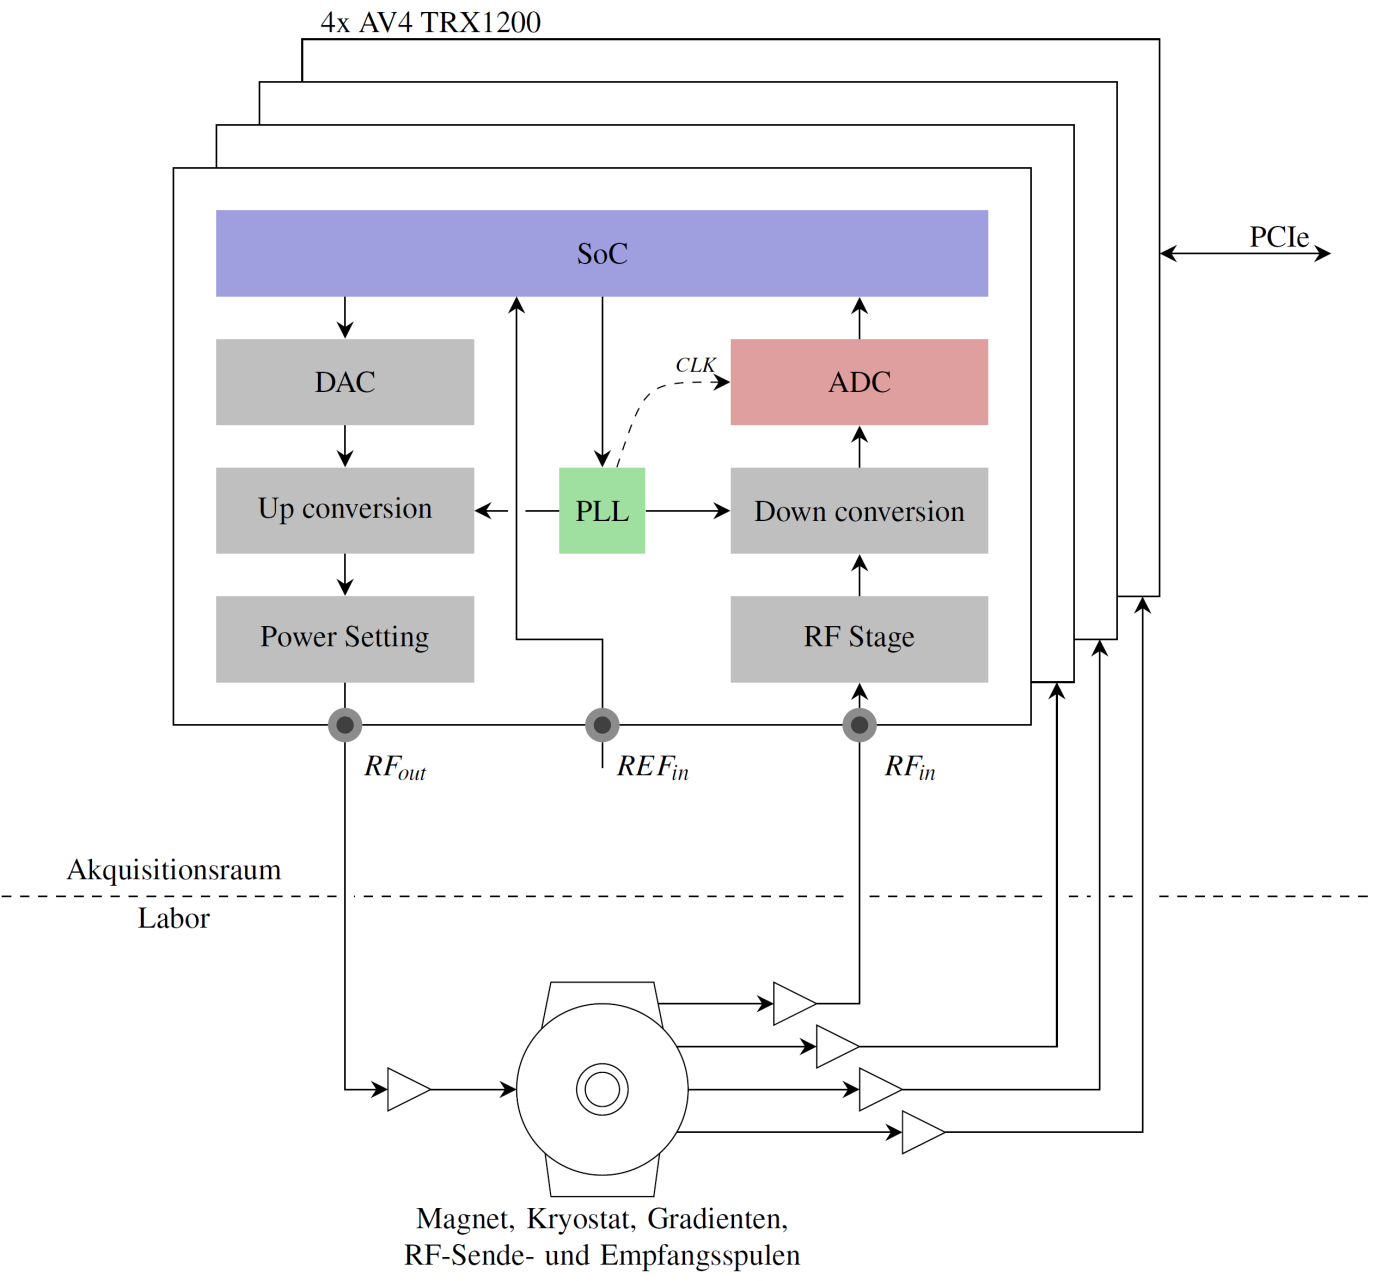 4x AV4 TRX1200
PCIe
SoC
CLK
DAC
ADC
Up conversion
PLL
Down conversion
Power Setting
RF Stage
RFout
REFin
RFin
Akquisitionsraum
Labor
Magnet, Kryostat, Gradienten,
RF-Sende- und Empfangsspulen